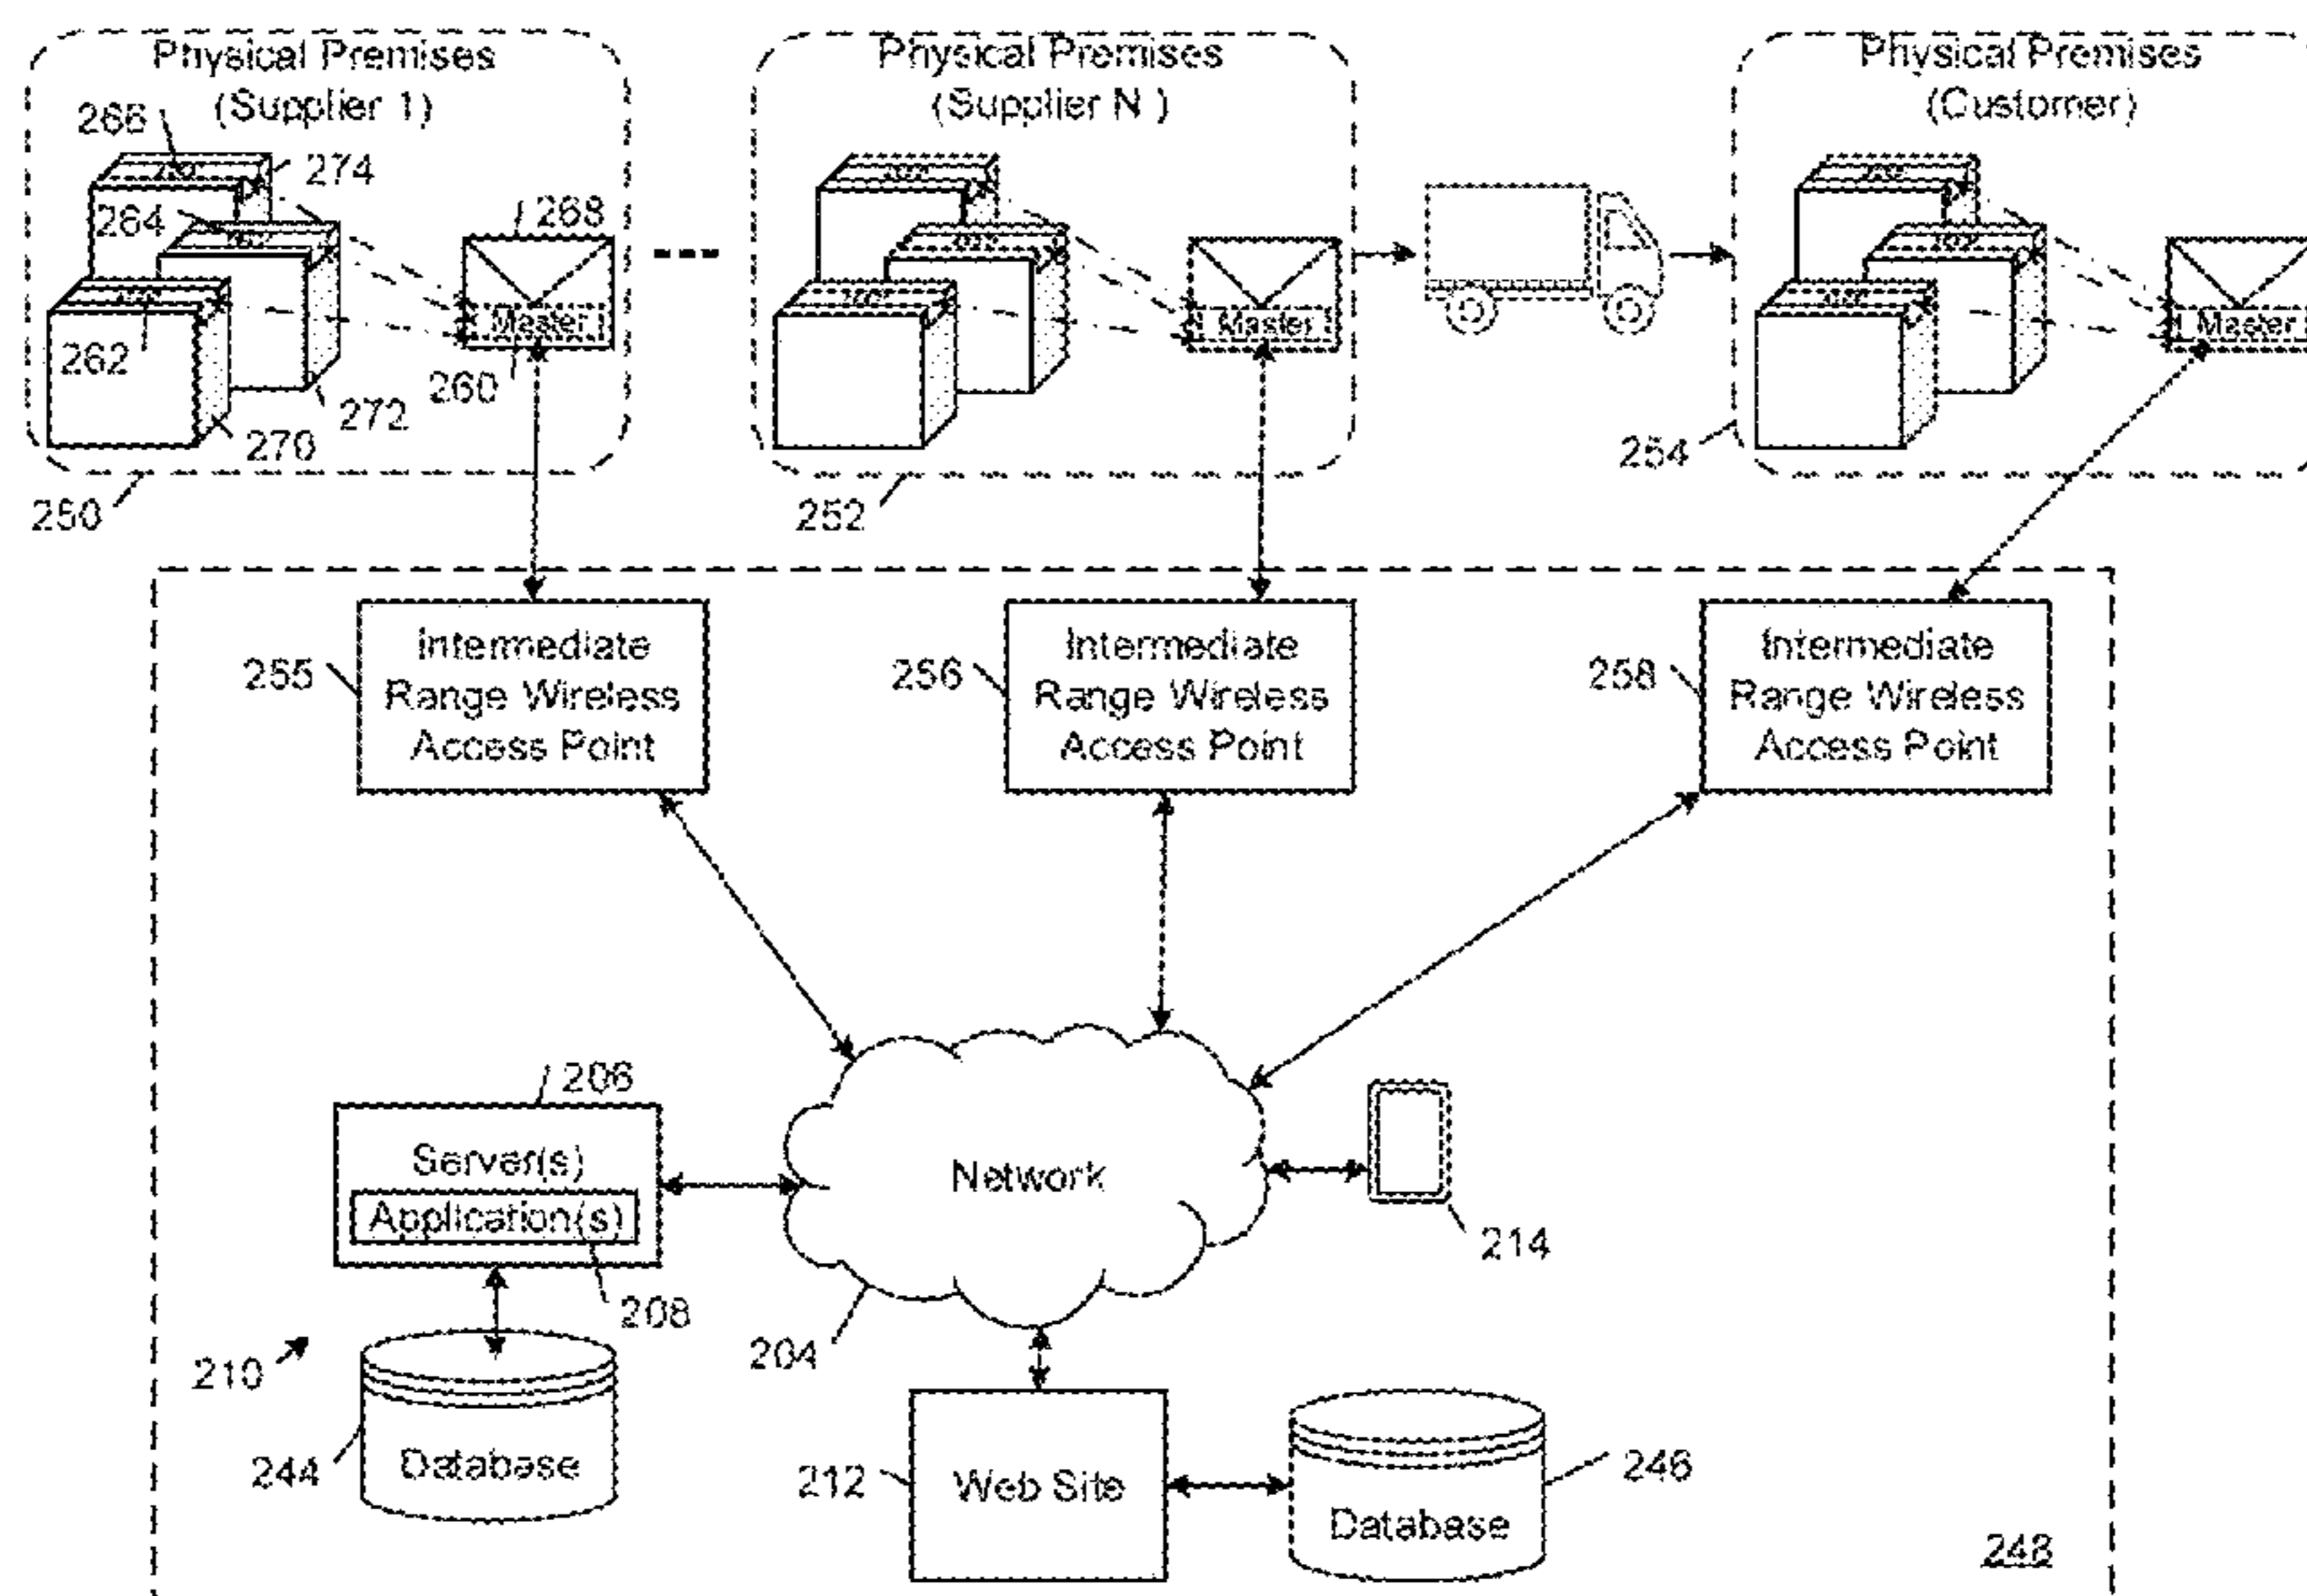 Physical Premises
(Supplier 1)
Physical Premises
(Supplier N )
Physical Premises
(Customer)
266
274
264
268
262
Master
260
272
270
250
Master
252
Master
254
255
Intermediate
Range Wireless
Access Point
256
Intermediate
Range Wireless
Access Point
258
Intermediate
Range Wireless
Access Point
206
Server(s)
Application(s)
208
Network
204
214
210
244
Database
212
Web Site
Database
246
248